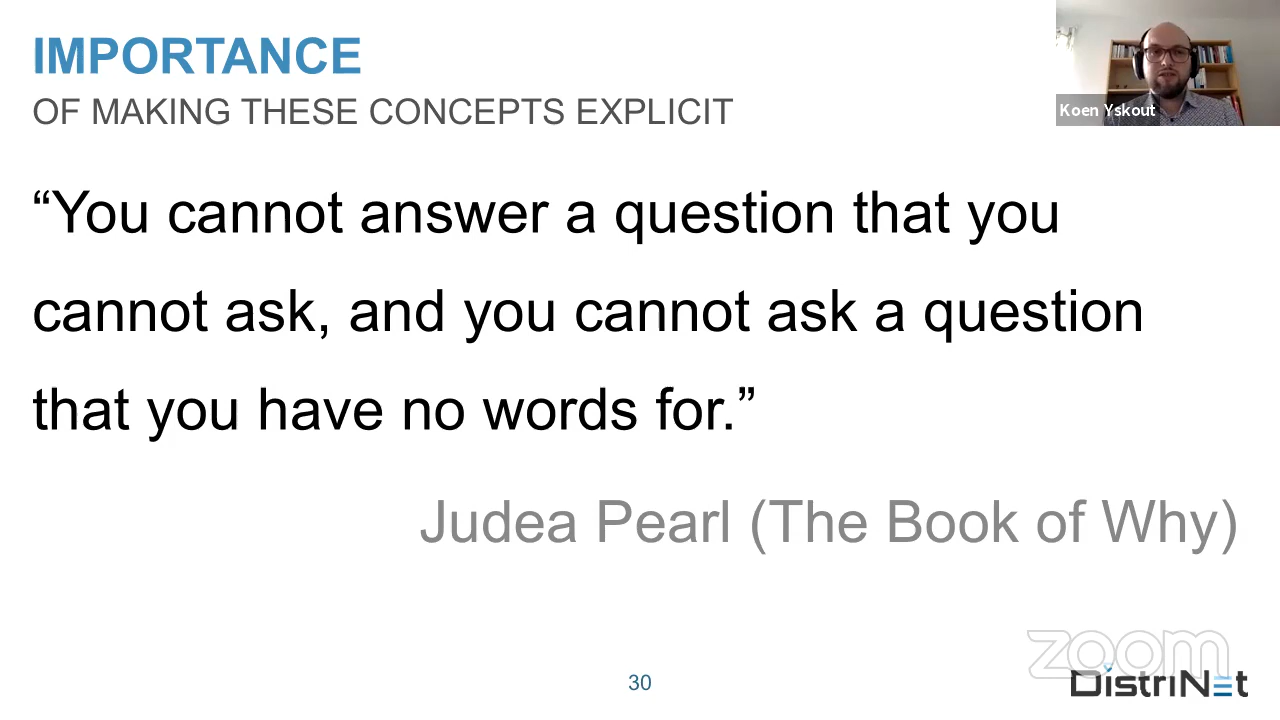 IMPORTANCE
OF MAKING THESE CONCEPTS EXPLICIT
Koen Yskout
“You cannot answer a question that you
cannot ask, and you cannot ask a question
that you have no words for.”
Judea Pearl (The Book of Why)
zoom
30
DistriNet